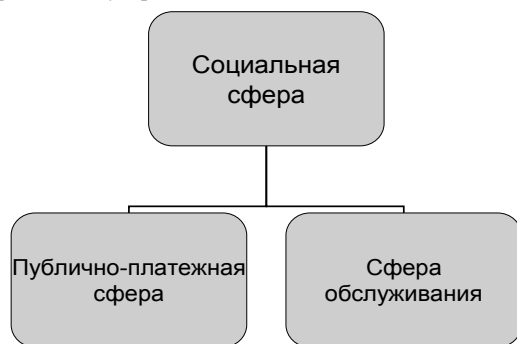 Социальная
сфера
Публично-платежная
сфера
Сфера
обслуживания